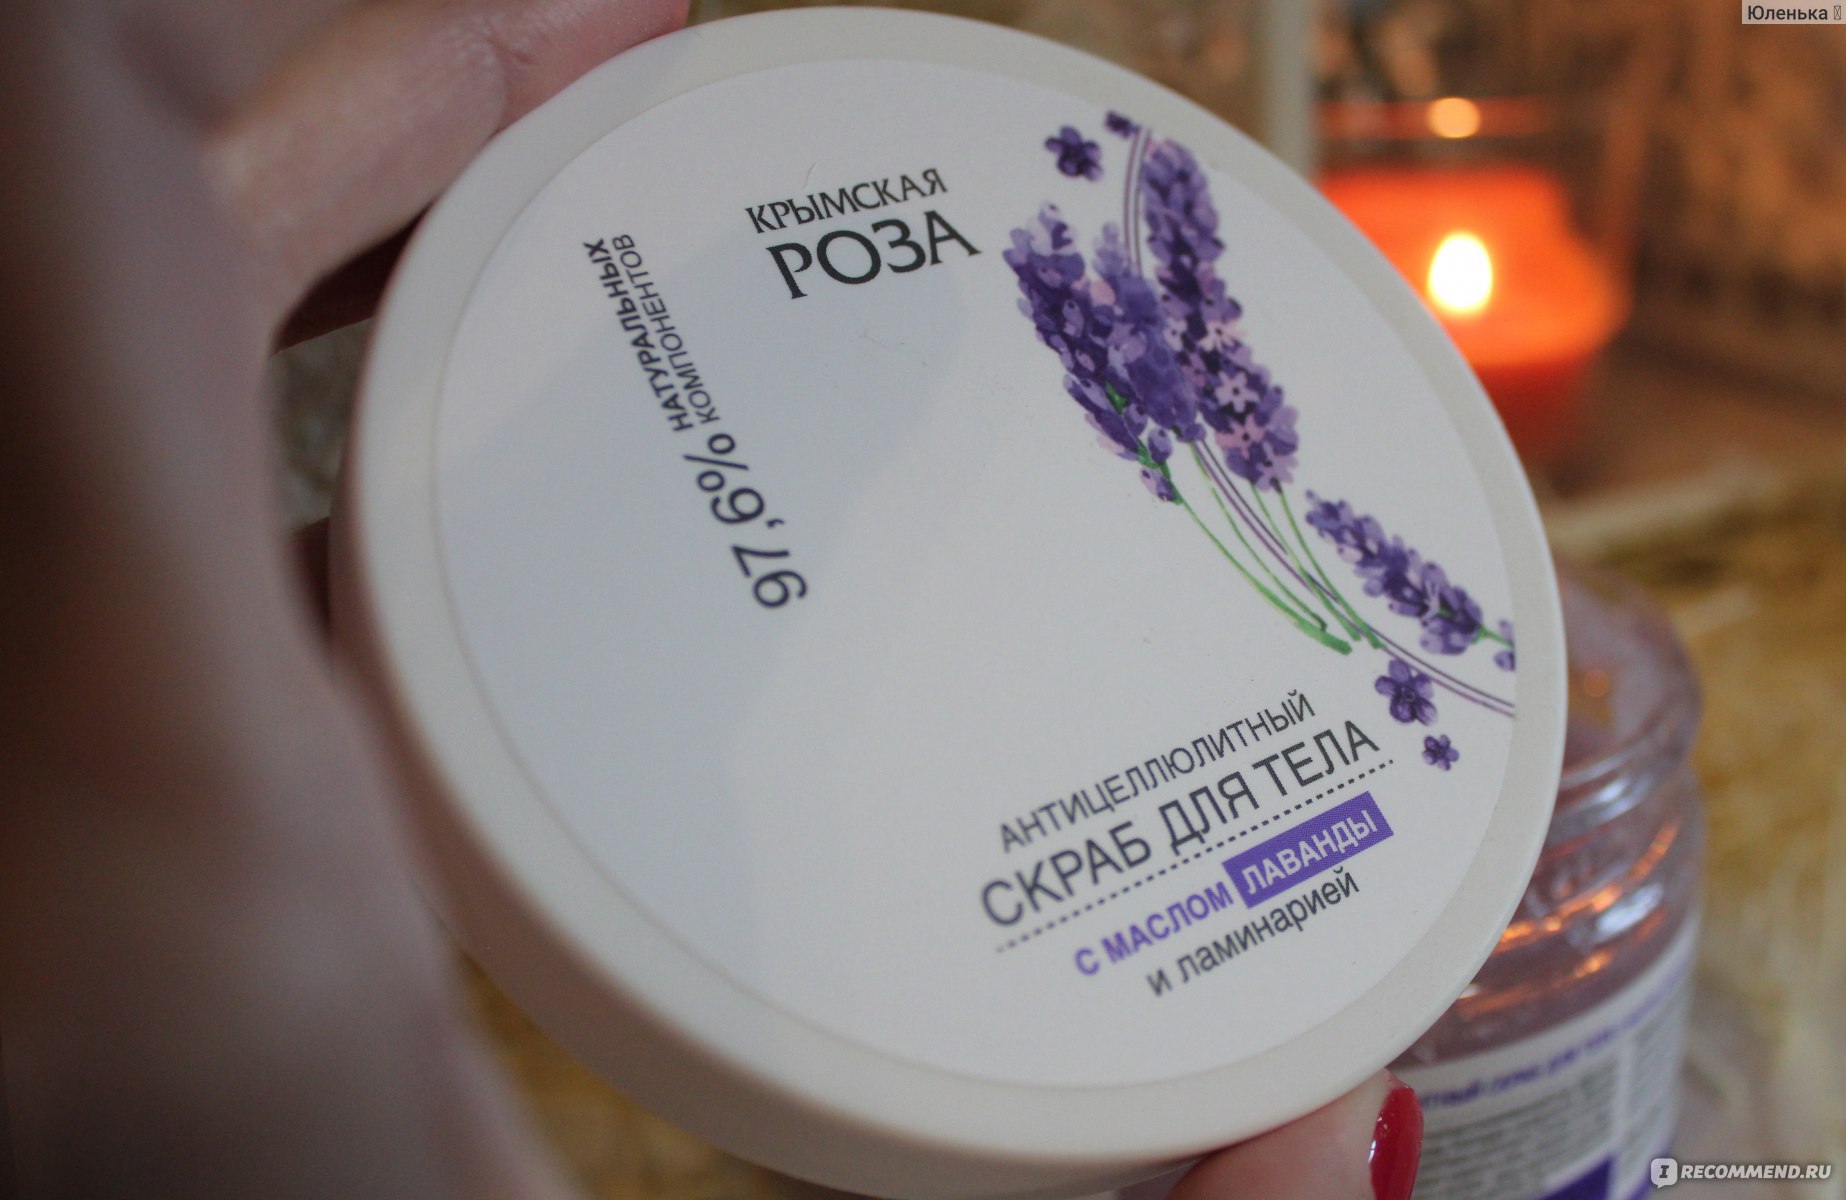 Юленька
КРЫМСКАЯ
РОЗА
97,6% НАТУРАЛЬНЫХ
КОМПОНЕНТОВ
АНТИЦЕЛЛЮЛИТНЫЙ
СКРАБ ДЛЯ ТЕЛА
С МАСЛОМ ЛАВАНДЫ
и ламинарией
RECOMMEND.RU